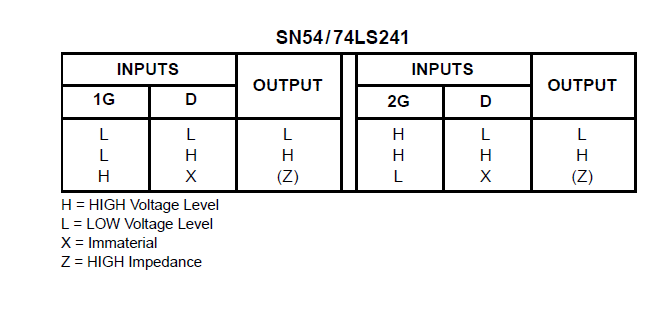 SN54/74LS241
INPUTS OUTPUT INPUTS OUTPUT
1G D 2G D
L L L H L L
L H H H H H
H X (Z) L X (Z)
H = HIGH Voltage Level
L = LOW Voltage Level
X = Immaterial
Z = HIGH Impedance